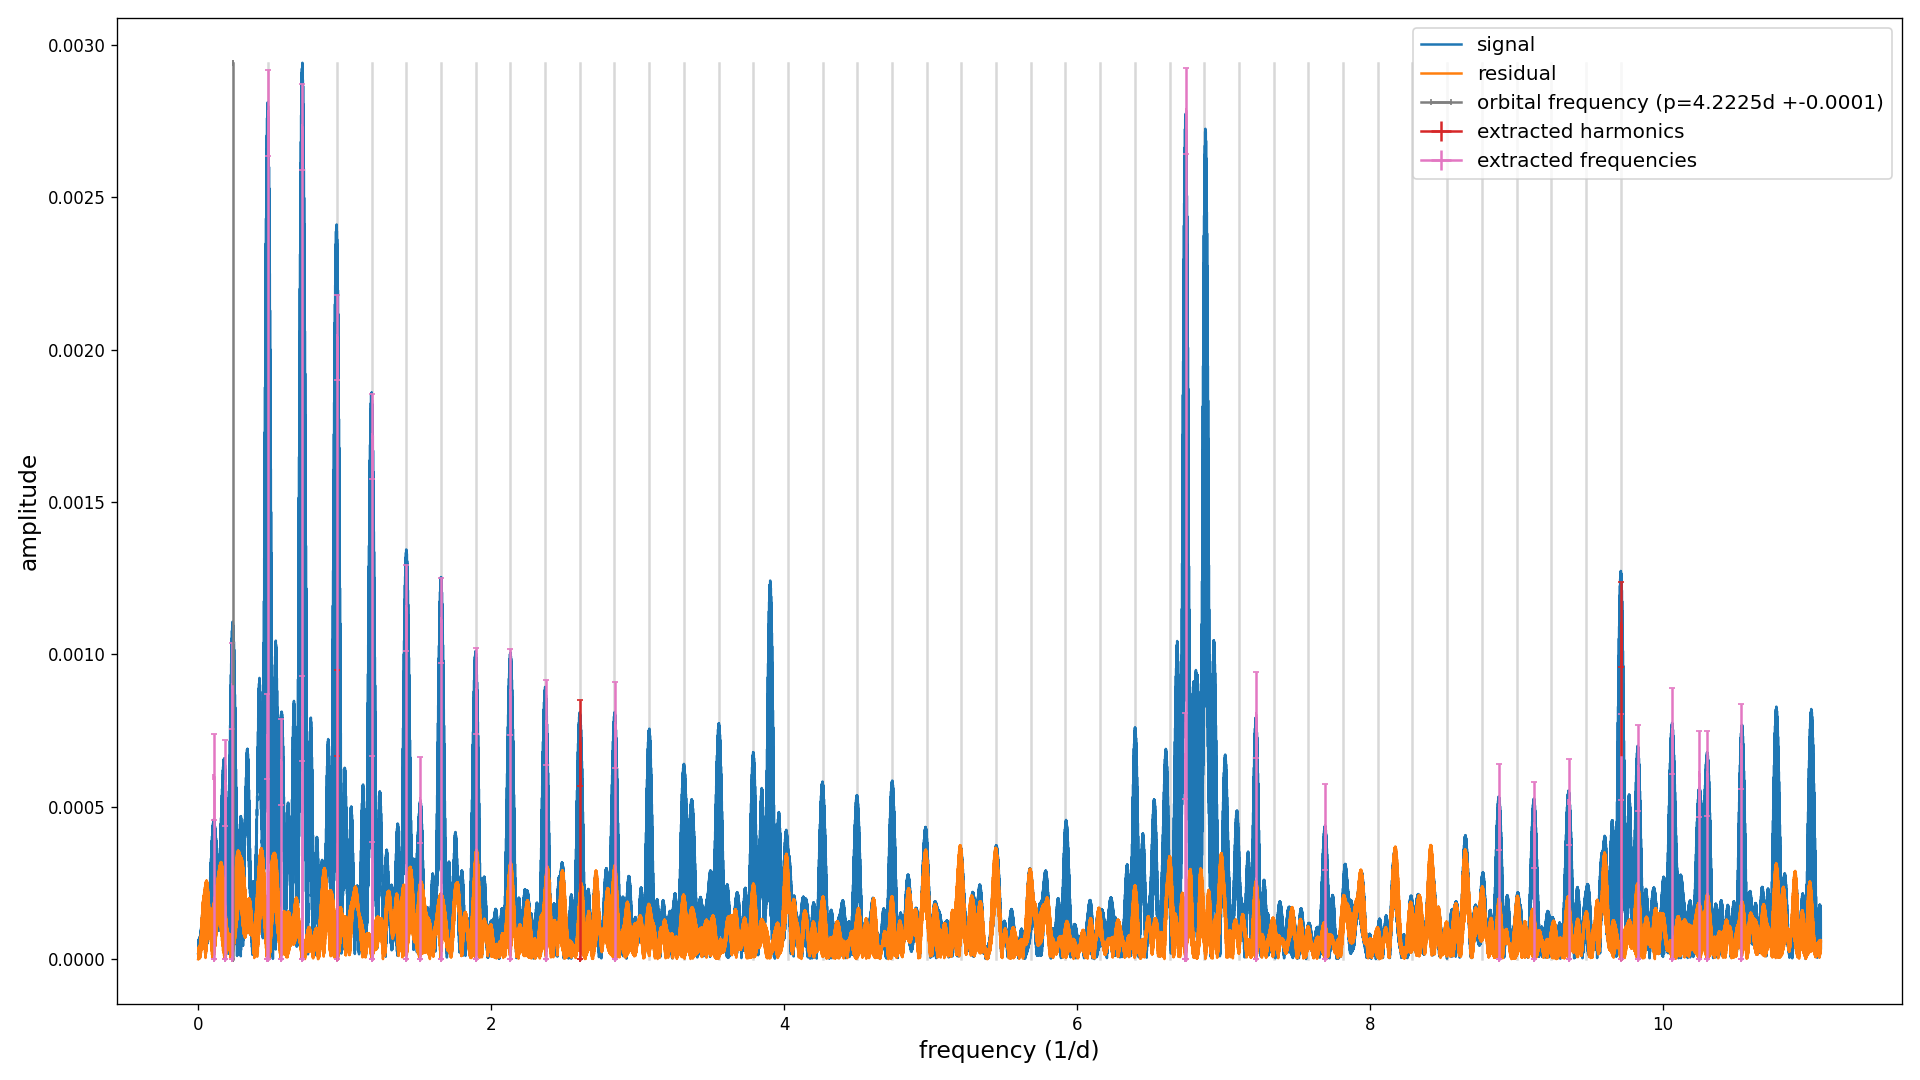 0.0030
0.0025
0.0020
0.0015
0.0010
0.0005
0.0000
amplitude
0
2
4
6
8
10
frequency (1/d)
signal
residual
orbital frequency (p=4.2225d +-0.0001)
extracted harmonics
extracted frequencies